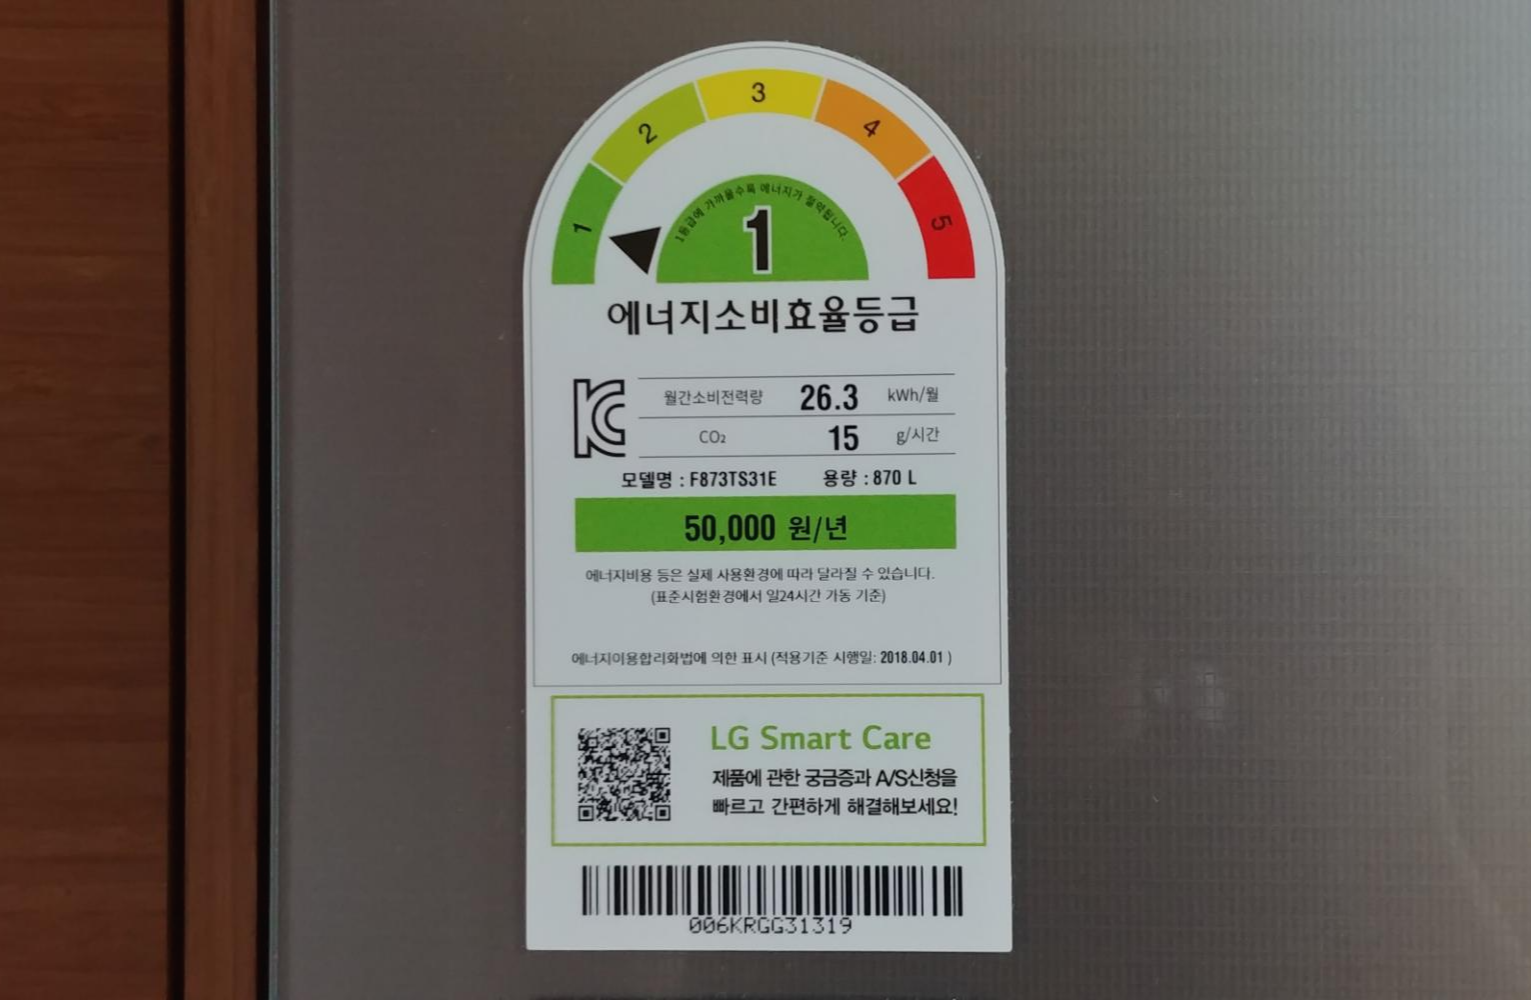 1
2
3
4
5
1등급에 가까울수록 에너지가 절약됩니다.
1
에너지소비효율등급
월간소비전력량 26.3 kWh/월
CO₂ 15 g/시간
모델명 : F873TS31E 용량 : 870 L
50,000 원/년
에너지비용 등은 실제 사용환경에 따라 달라질 수 있습니다.
(표준시험환경에서 일24시간 가동 기준)
에너지이용합리화법에 의한 표시 (적용기준 시행일: 2018.04.01 )
LG Smart Care
제품에 관한 궁금증과 A/S신청을
빠르고 간편하게 해결해보세요!
006KRGG31319